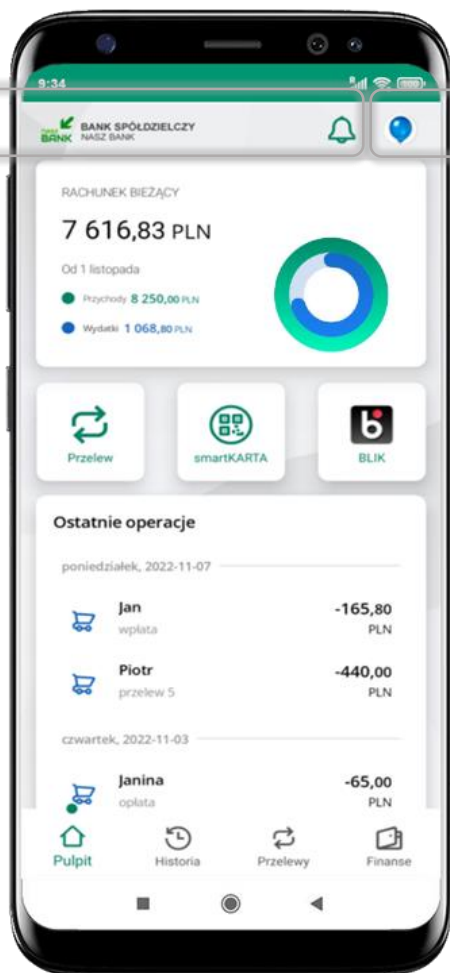 9:34
nasz
BANK
BANK SPÓŁDZIELCZY
NASZ BANK
RACHUNEK BIEŻĄCY
7 616,83 PLN
Od 1 listopada
Przychody 8 250,00 PLN
Wydatki 1 068,80 PLN
Przelew
smartKARTA
BLIK
Ostatnie operacje
poniedziałek, 2022-11-07
Jan -165,80
wpłata PLN
Piotr -440,00
przelew 5 PLN
czwartek, 2022-11-03
Janina -65,00
opłata PLN
Pulpit Historia Przelewy Finanse